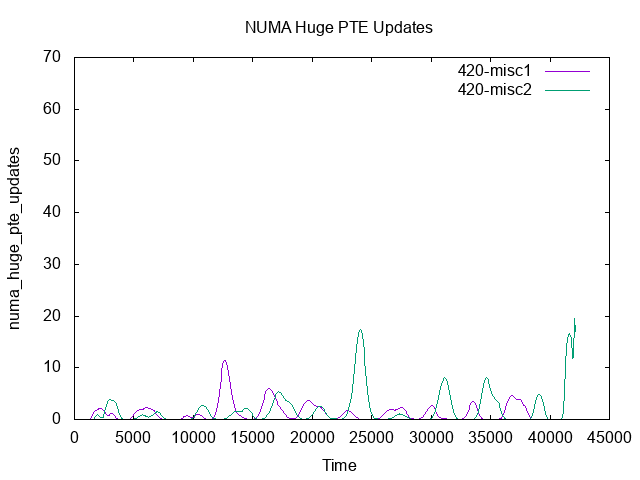 NUMA Huge PTE Updates
70
60
50
40
30
20
10
0
numa_huge_pte_updates
420-misc1
420-misc2
0 5000 10000 15000 20000 25000 30000 35000 40000 45000
Time